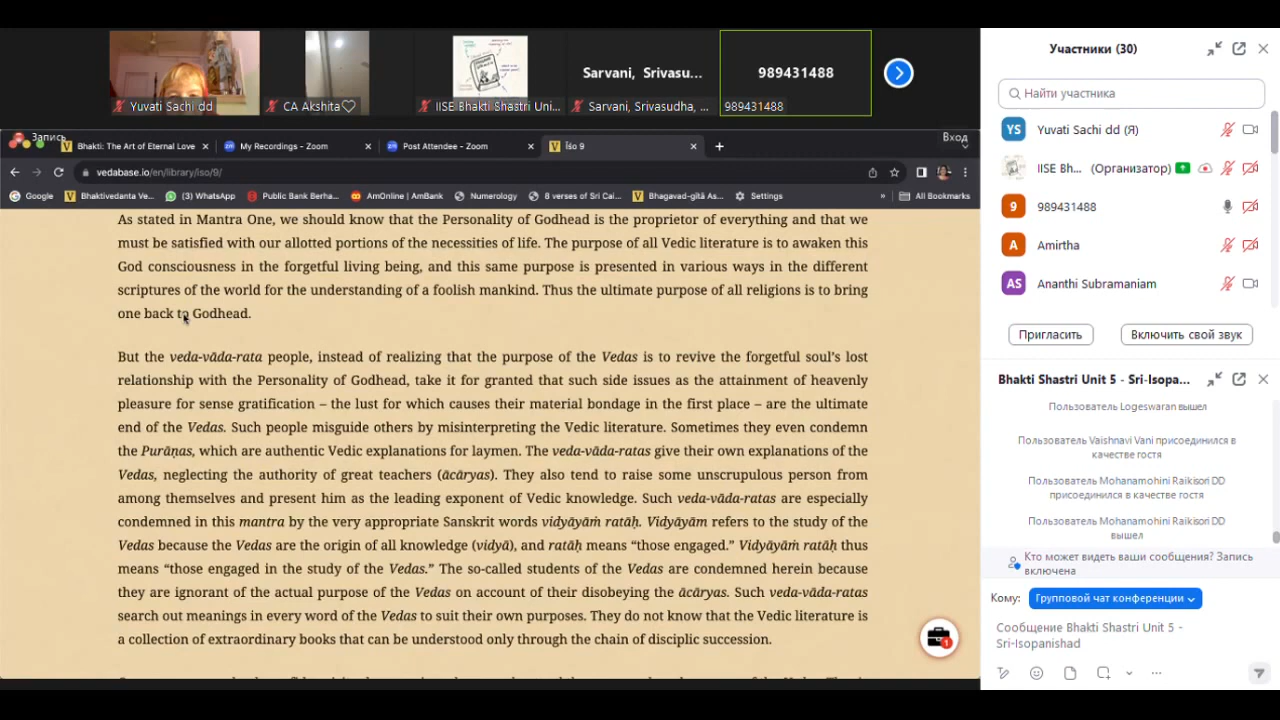 Yuvati Sachi dd
CA Akshita♡
IISE Bhakti Shastri Uni...
Sarvani, Srivasu...
Sarvani, Srivasudha, ...
989431488
989431488
Запись
Вход
Bhakti: The Art of Eternal Love
My Recordings - Zoom
Post Attendee - Zoom
Īśo 9
vedabase.io/en/library/iso/9/
Google
Bhaktivedanta Ve...
(3) WhatsApp
Public Bank Berha...
AmOnline | AmBank
Numerology
8 verses of Sri Cai...
Bhagavad-gītā As...
Settings
»
All Bookmarks
As stated in Mantra One, we should know that the Personality of Godhead is the proprietor of everything and that we
must be satisfied with our allotted portions of the necessities of life. The purpose of all Vedic literature is to awaken this
God consciousness in the forgetful living being, and this same purpose is presented in various ways in the different
scriptures of the world for the understanding of a foolish mankind. Thus the ultimate purpose of all religions is to bring
one back to Godhead.
But the veda-vāda-rata people, instead of realizing that the purpose of the Vedas is to revive the forgetful soul's lost
relationship with the Personality of Godhead, take it for granted that such side issues as the attainment of heavenly
pleasure for sense gratification – the lust for which causes their material bondage in the first place – are the ultimate
end of the Vedas. Such people misguide others by misinterpreting the Vedic literature. Sometimes they even condemn
the Purāṇas, which are authentic Vedic explanations for laymen. The veda-vāda-ratas give their own explanations of the
Vedas, neglecting the authority of great teachers (ācāryas). They also tend to raise some unscrupulous person from
among themselves and present him as the leading exponent of Vedic knowledge. Such veda-vāda-ratas are especially
condemned in this mantra by the very appropriate Sanskrit words vidyāyāṁ ratāḥ. Vidyāyām refers to the study of the
Vedas because the Vedas are the origin of all knowledge (vidyā), and ratāḥ means “those engaged.” Vidyāyāṁ ratāḥ thus
means “those engaged in the study of the Vedas.” The so-called students of the Vedas are condemned herein because
they are ignorant of the actual purpose of the Vedas on account of their disobeying the ācāryas. Such veda-vāda-ratas
search out meanings in every word of the Vedas to suit their own purposes. They do not know that the Vedic literature is
a collection of extraordinary books that can be understood only through the chain of disciplic succession.
1
Участники (30)
Найти участника
YS Yuvati Sachi dd (Я)
IISE Bh... (Организатор)
9 989431488
A Amirtha
AS Ananthi Subramaniam
Пригласить
Включить свой звук
Bhakti Shastri Unit 5 - Sri-Isopa...
Пользователь Logeswaran вышел
Пользователь Vaishnavi Vani присоединился в
качестве гостя
Пользователь Mohanamohini Raikisori DD
присоединился в качестве гостя
Пользователь Mohanamohini Raikisori DD
вышел
Кто может видеть ваши сообщения? Запись
включена
Кому: Групповой чат конференции
Сообщение Bhakti Shastri Unit 5 -
Sri-Isopanishad